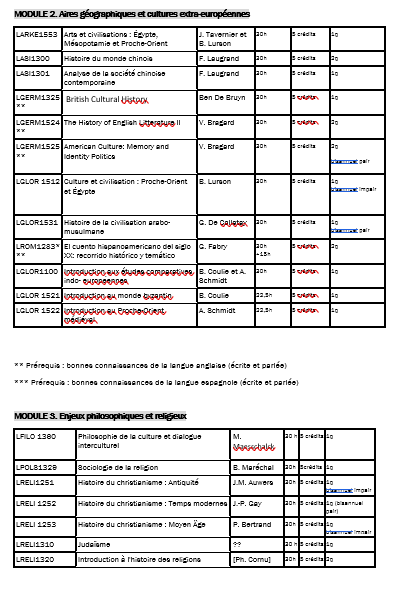 MODULE 2. Aires géographiques et cultures extra-européennes
LARKE1553 Arts et civilisations : Égypte, Mésopotamie et Proche-Orient J. Tavernier et B. Lurson 30h 5 crédits 2q
LASI1300 Histoire du monde chinois F. Laugrand 30h 5 crédits 2q
LASI1301 Analyse de la société chinoise contemporaine F. Laugrand 30h 5 crédits 1q
LGERM1325 ** British Cultural History Ben De Bruyn 30h 5 crédits 1q
LGERM1524 ** The History of English Litterature II V. Bragard 30h 5 crédits 2q
LGERM1525 ** American Culture: Memory and Identity Politics V. Bragard 30h 5 crédits 2q bisannuel pair
LGLOR 1512 Culture et civilisation : Proche-Orient et Égypte B. Lurson 30h 5 crédits 1q bisannuel impair
LGLOR1531 Histoire de la civilisation arabo-musulmane G. De Callataÿ 30h 5 crédits 1q bisannuel pair
LROM1283* ** El cuento hispanoamericano del siglo XX: recorrido histórico y temático G. Fabry 30h +15h 5 crédits 2q
LGLOR1100 Introduction aux études comparatives indo- européennes B. Coulie et A. Schmidt 30h 5 crédits 1q
LGLOR 1521 Introduction au monde byzantin B. Coulie 22,5h 5 crédits 1q
LGLOR 1522 Introduction au Proche-Orient médiéval A. Schmidt 22,5h 5 crédits 1q
** Prérequis : bonnes connaissances de la langue anglaise (écrite et parlée)
*** Prérequis : bonnes connaissances de la langue espagnole (écrite et parlée)
MODULE 3. Enjeux philosophiques et religieux
LFILO 1380 Philosophie de la culture et dialogue interculturel M. Maesschalck 30 h 5 crédits 1q
LPOLS1329 Sociologie de la religion B. Maréchal 30h 5crédits 1q
LRELI1251 Histoire du christianisme : Antiquité J.M. Auwers 30h 5 crédits 1q bisannuel impair
LRELI 1252 Histoire du christianisme : Temps modernes J.-P. Gay 30h 5 crédits 1q (bisannuel pair)
LRELI 1253 Histoire du christianisme : Moyen Âge P. Bertrand 30h 5 crédits 1q bisannuel impair
LRELI1310 Judaïsme ?? 30 h 5 crédits 1q
LRELI1320 Introduction à l'histoire des religions [Ph. Cornu] 30h 5 crédits 1q